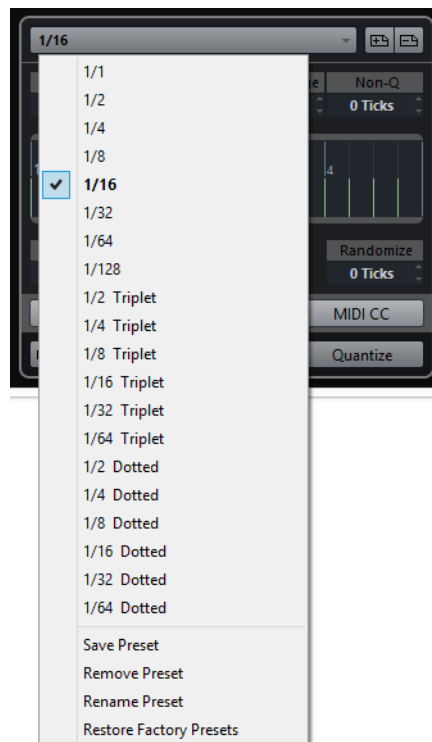 1/16
1/1
1/2
1/4
1/8
1/16
1/32
1/64
1/128
1/2 Triplet
1/4 Triplet
1/8 Triplet
1/16 Triplet
1/32 Triplet
1/64 Triplet
1/2 Dotted
1/4 Dotted
1/8 Dotted
1/16 Dotted
1/32 Dotted
1/64 Dotted
Save Preset
Remove Preset
Rename Preset
Restore Factory Presets
Non-Q
0 Ticks
4
Randomize
0 Ticks
MIDI CC
Quantize